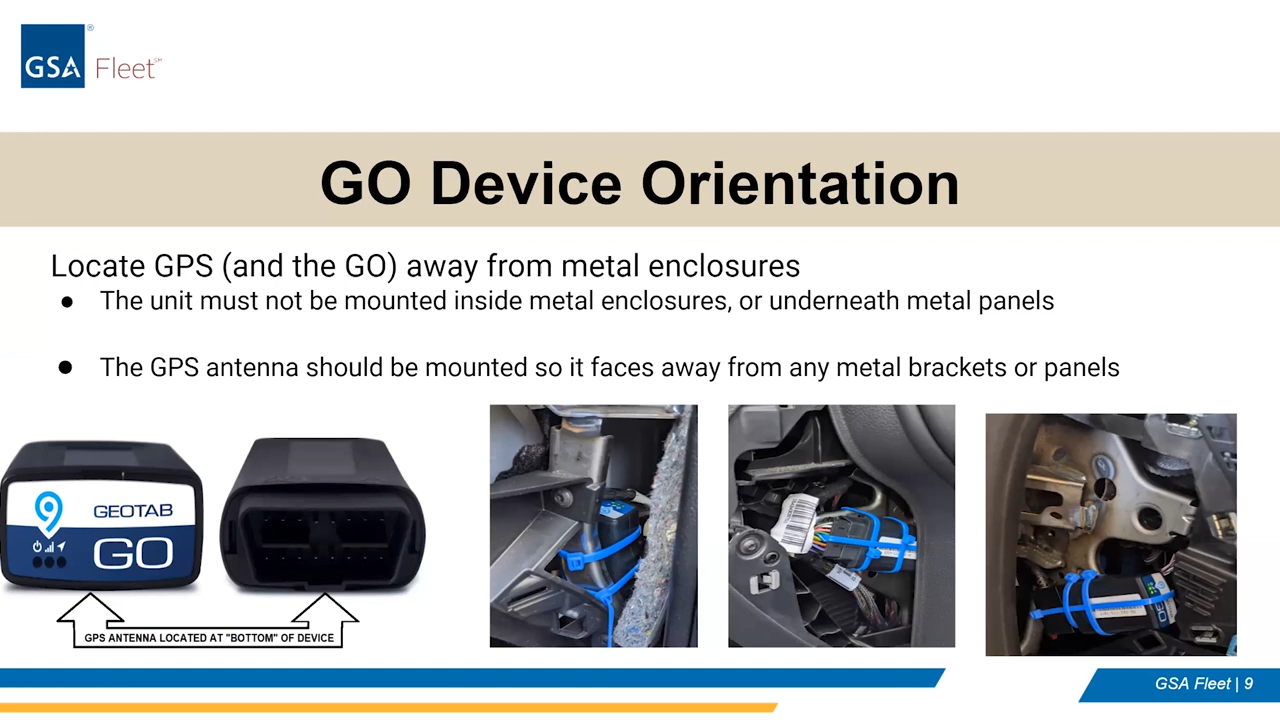 GSA Fleet
GO Device Orientation
Locate GPS (and the GO) away from metal enclosures
● The unit must not be mounted inside metal enclosures, or underneath metal panels
● The GPS antenna should be mounted so it faces away from any metal brackets or panels
GEOTAB
GO
GPS ANTENNA LOCATED AT "BOTTOM" OF DEVICE
GSA Fleet | 9